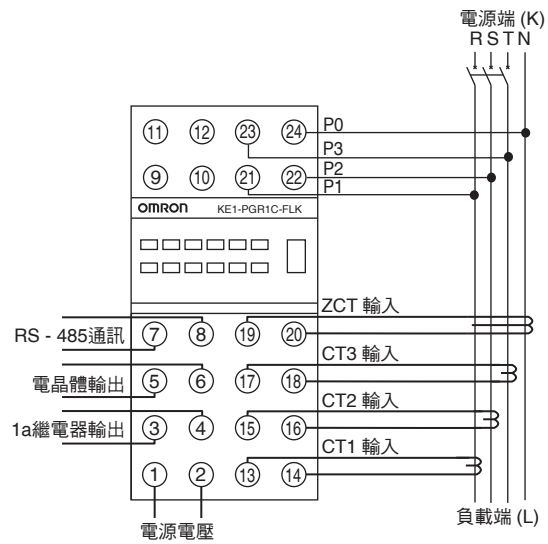 電源端 (K)
R S T N
⑪ ⑫ ㉓ ㉔ P0
P3
⑨ ⑩ ㉑ ㉒ P2
P1
OMRON KE1-PGR1C-FLK
ZCT 輸入
RS - 485通訊 ⑦ ⑧ ⑲ ⑳
CT3 輸入
電晶體輸出 ⑤ ⑥ ⑰ ⑱
CT2 輸入
1a繼電器輸出 ③ ④ ⑮ ⑯
CT1 輸入
① ② ⑬ ⑭
負載端 (L)
電源電壓